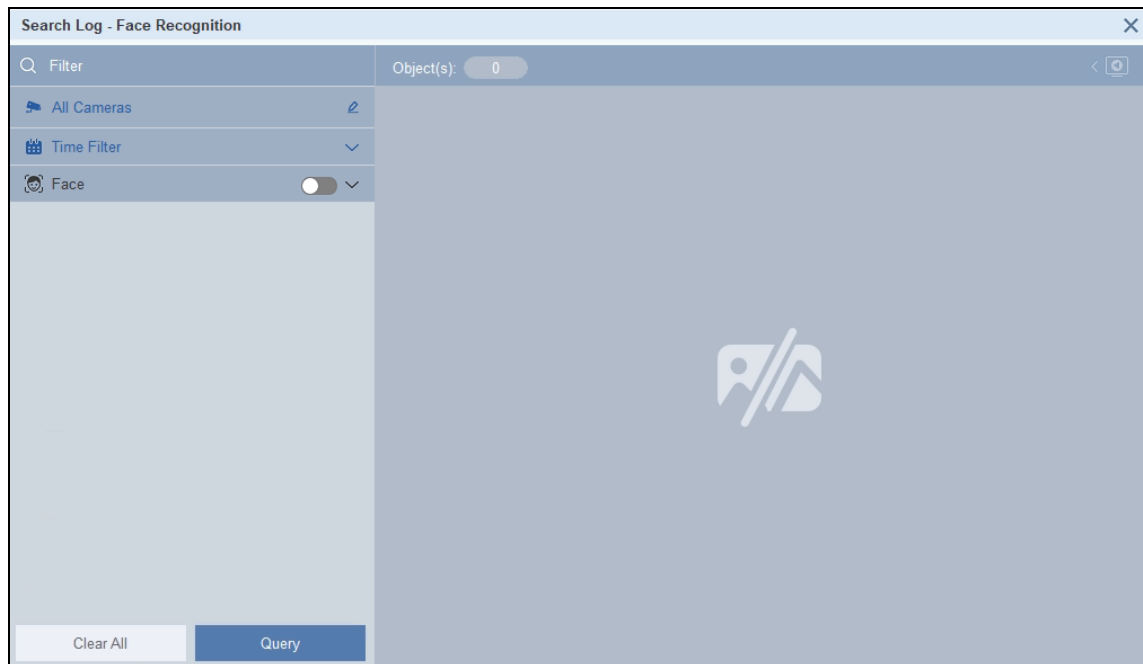 Search Log - Face Recognition
Filter
Object(s): 0
All Cameras
Time Filter
Face
Clear All
Query